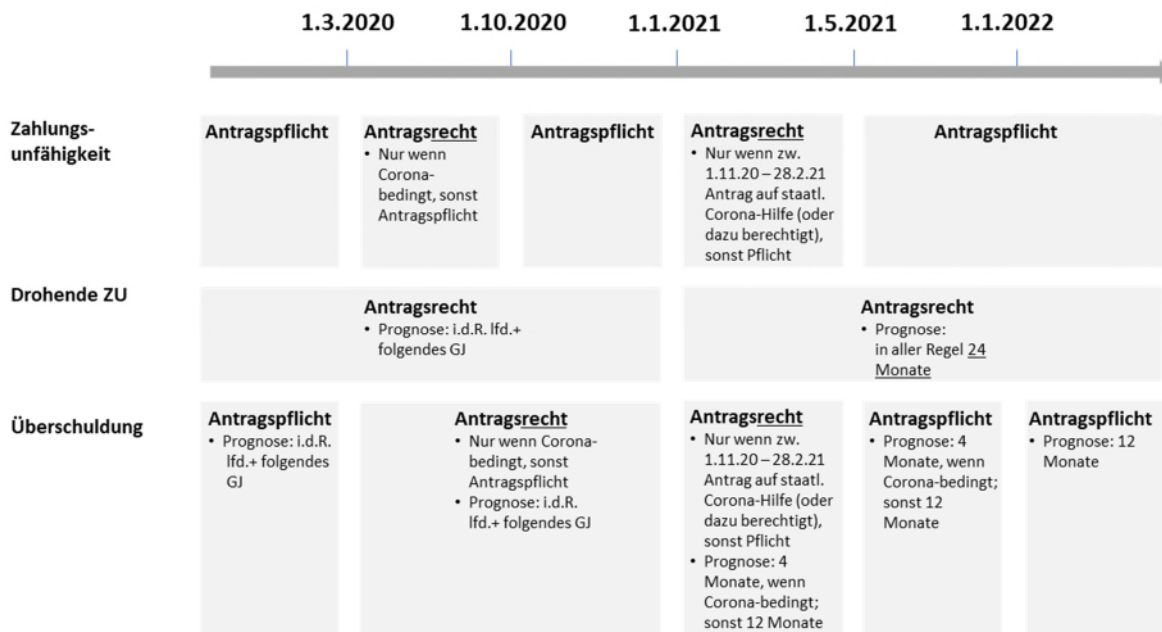 1.3.2020
1.10.2020
1.1.2021
1.5.2021
1.1.2022
Zahlungs-
unfähigkeit
Antragspflicht
Antragsrecht
• Nur wenn
Corona-
bedingt, sonst
Antragspflicht
Antragspflicht
Antragsrecht
• Nur wenn zw.
1.11.20 – 28.2.21
Antrag auf staatl.
Corona-Hilfe (oder
dazu berechtigt),
sonst Pflicht
Antragspflicht
Drohende ZU
Antragsrecht
• Prognose: i.d.R. lfd.+
folgendes GJ
Antragsrecht
• Prognose:
in aller Regel 24
Monate
Überschuldung
Antragspflicht
• Prognose: i.d.R.
lfd.+ folgendes
GJ
Antragsrecht
• Nur wenn Corona-
bedingt, sonst
Antragspflicht
• Prognose: i.d.R.
lfd.+ folgendes GJ
Antragsrecht
• Nur wenn zw.
1.11.20 – 28.2.21
Antrag auf staatl.
Corona-Hilfe (oder
dazu berechtigt),
sonst Pflicht
• Prognose: 4
Monate, wenn
Corona-bedingt;
sonst 12 Monate
Antragspflicht
• Prognose: 4
Monate, wenn
Corona-bedingt;
sonst 12
Monate
Antragspflicht
• Prognose: 12
Monate